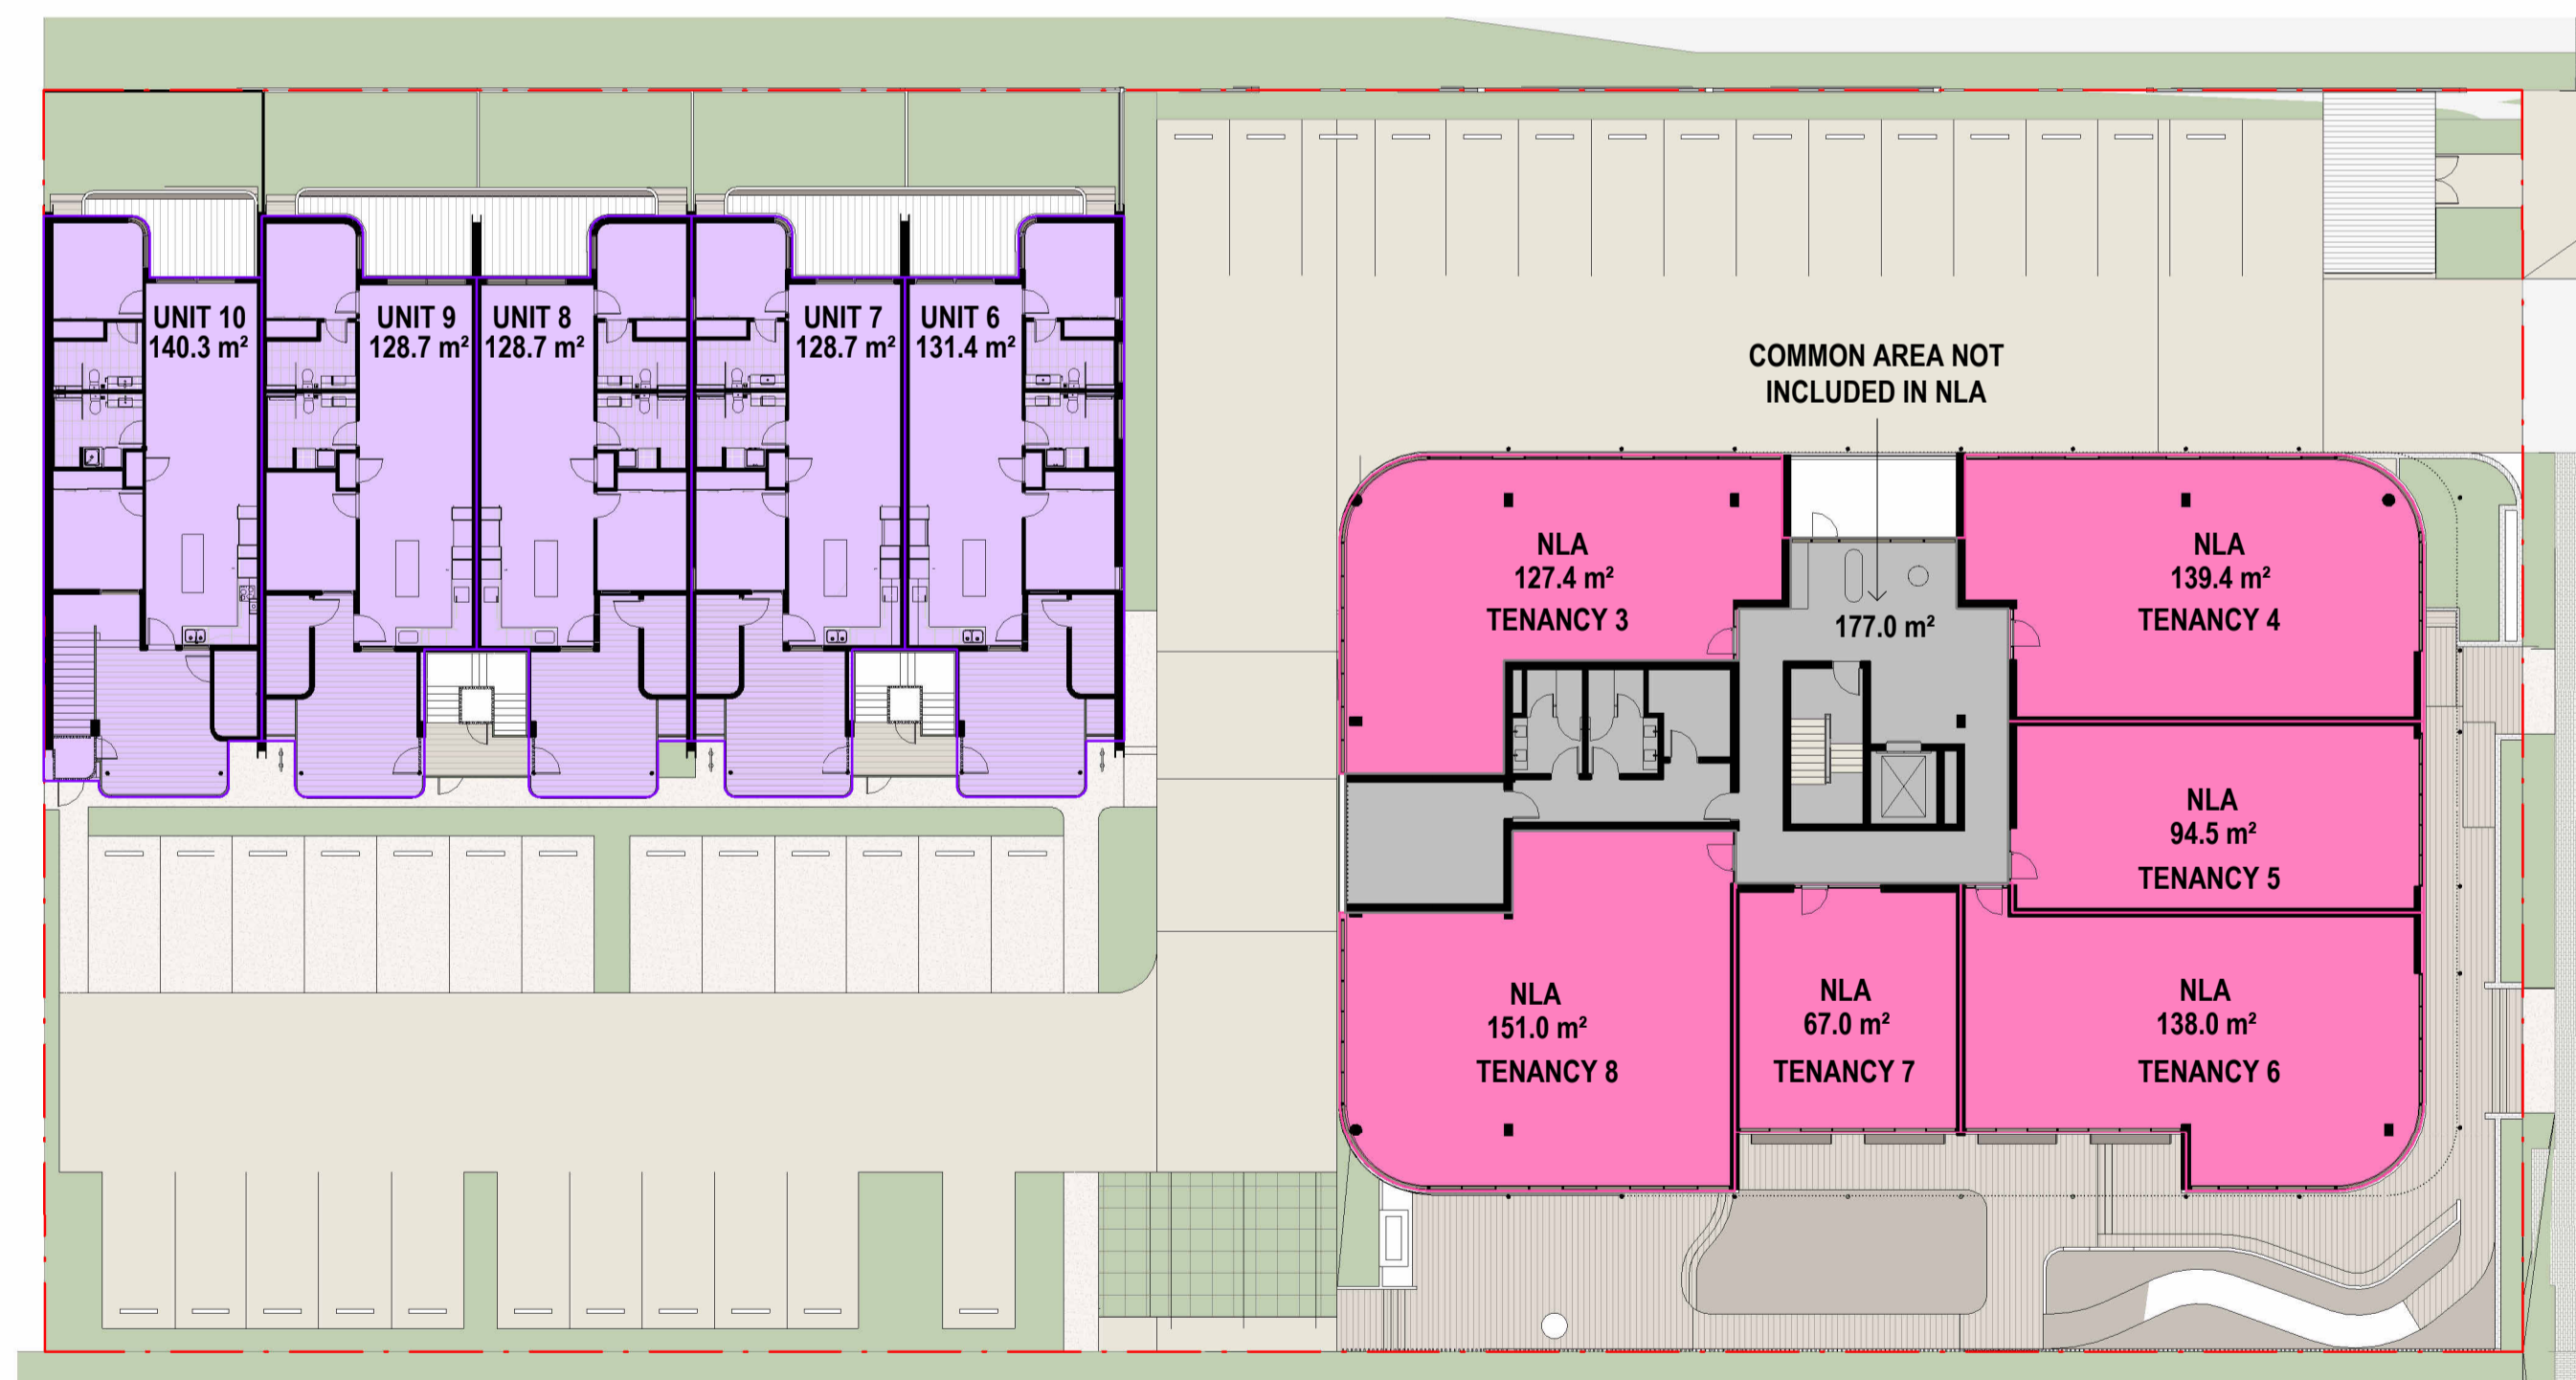 UNIT 10
140.3 m²
UNIT 9
128.7 m²
UNIT 8
128.7 m²
UNIT 7
128.7 m²
UNIT 6
131.4 m²
COMMON AREA NOT
INCLUDED IN NLA
177.0 m²
NLA
127.4 m²
TENANCY 3
NLA
139.4 m²
TENANCY 4
NLA
94.5 m²
TENANCY 5
NLA
151.0 m²
TENANCY 8
NLA
67.0 m²
TENANCY 7
NLA
138.0 m²
TENANCY 6